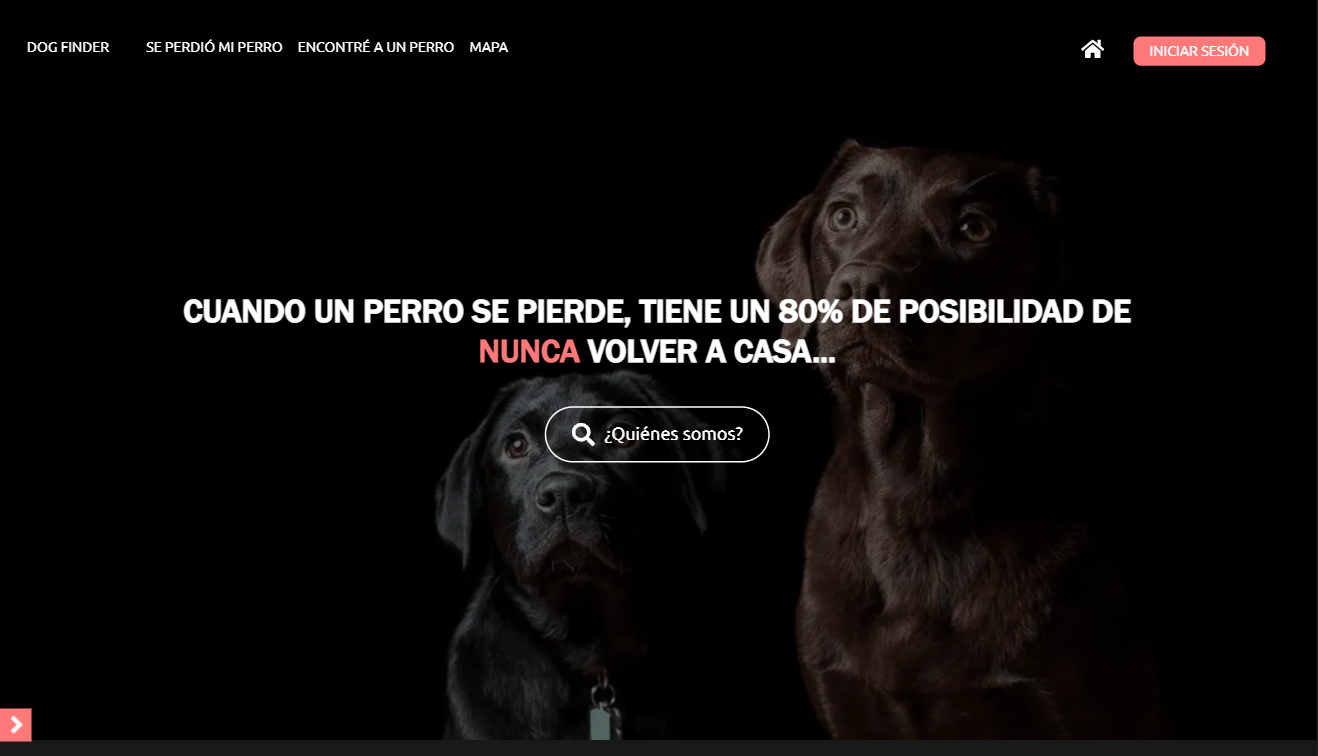 DOG FINDER
SE PERDIÓ MI PERRO
ENCONTRÉ A UN PERRO
MAPA
INICIAR SESIÓN
CUANDO UN PERRO SE PIERDE, TIENE UN 80% DE POSIBILIDAD DE
NUNCA VOLVER A CASA...
¿Quiénes somos?